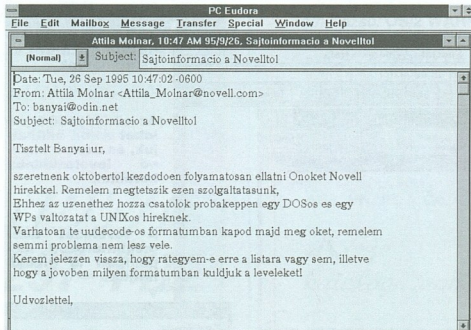 PC Eudora
File Edit Mailbox Message Transfer Special Window Help
Attila Molnar, 10:47 AM 95/9/26, Sajtoinformacio a Novelltol
(Normal) Subject: Sajtoinformacio a Novelltol
Date: Tue, 26 Sep 1995 10:47:02 -0600
From: Attila Molnar <Attila_Molnar@novell.com>
To: banyai@odin.net
Subject: Sajtoinformacio a Novelltol
Tisztelt Banyai ur,
szeretnenk oktobertol kezdodoen folyamatosan ellatni Onoket Novell
hirekkel. Remelem megtetszik ezen szolgaltatasunk,
Ehhez az uzenethez hozza csatolok probakeppen egy DOSos es egy
WPs valtozatat a UNIXos hireknek.
Varhatoan te uudecode-os formatumban kapod majd meg oket, remelem
semmi problema nem lesz vele.
Kerem jelezzen vissza, hogy rategyem-e erre a listara vagy sem, illetve
hogy a jovoben milyen formatumban kuldjuk a leveleket!
Udvozlettel,